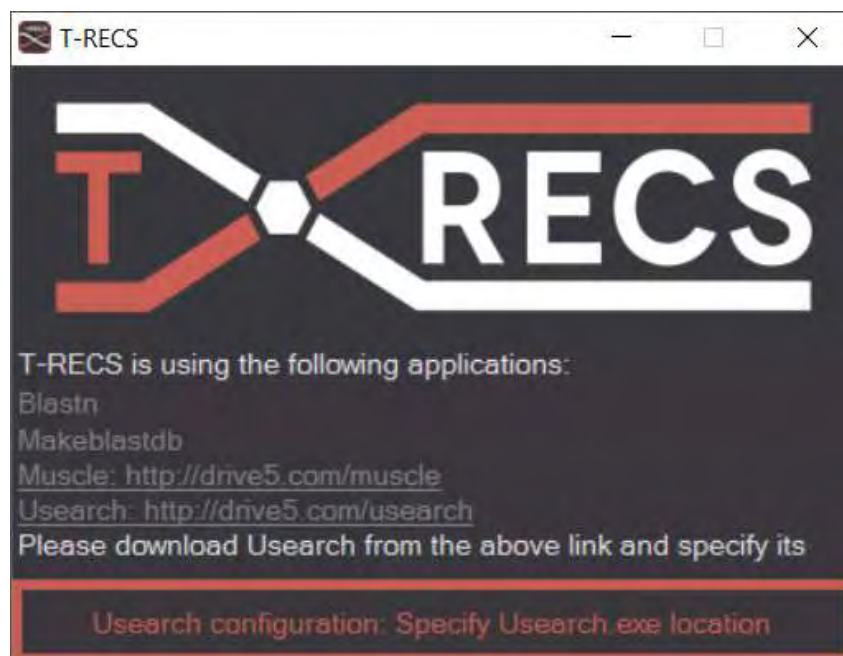 T-RECS
T RECS
T-RECS is using the following applications:
Blastn
Makeblastdb
Muscle: http://drive5.com/muscle
Usearch: http://drive5.com/usearch
Please download Usearch from the above link and specify its
Usearch configuration: Specify Usearch.exe location